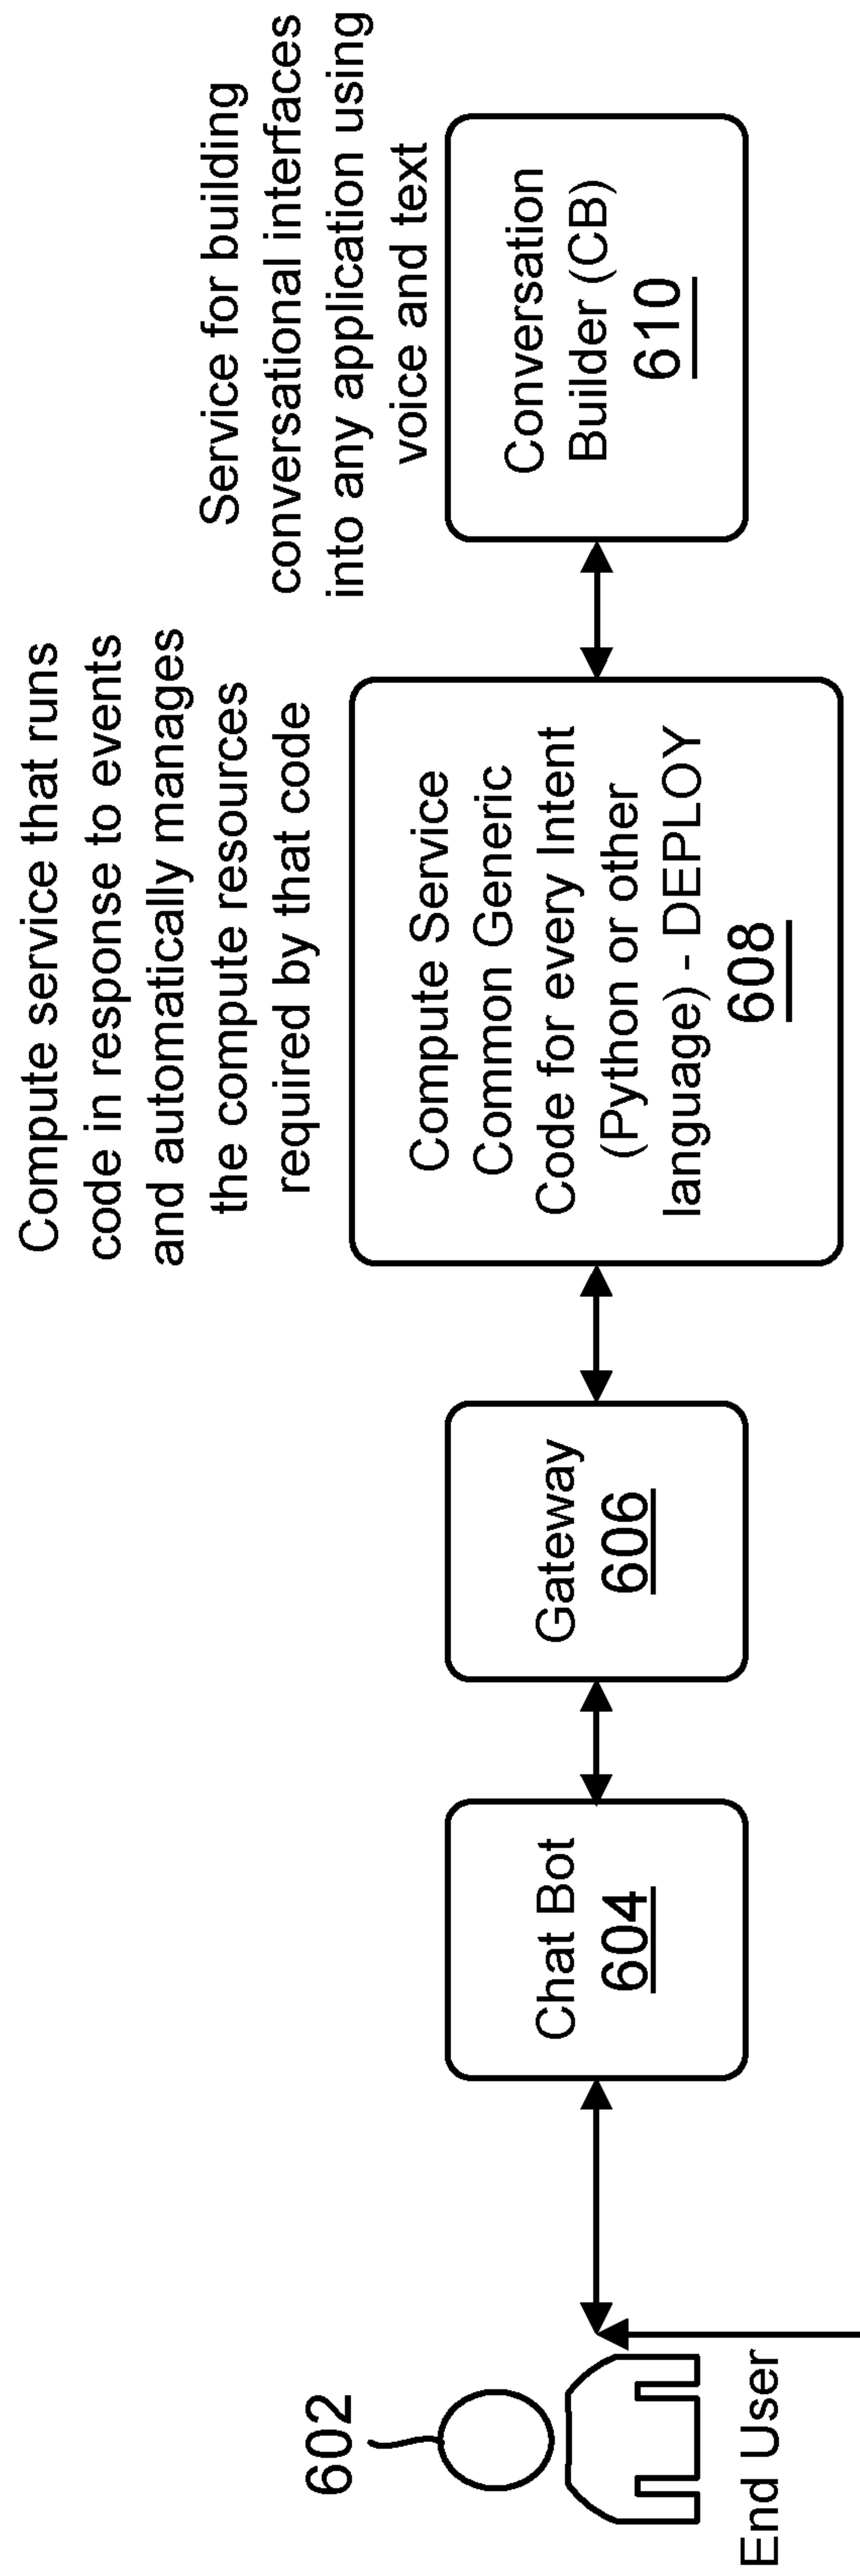 602
End User
Chat Bot
604
Gateway
606
Compute service that runs
code in response to events
and automatically manages
the compute resources
required by that code
Compute Service
Common Generic
Code for every Intent
(Python or other
language) - DEPLOY
608
Service for building
conversational interfaces
into any application using
voice and text
Conversation
Builder (CB)
610